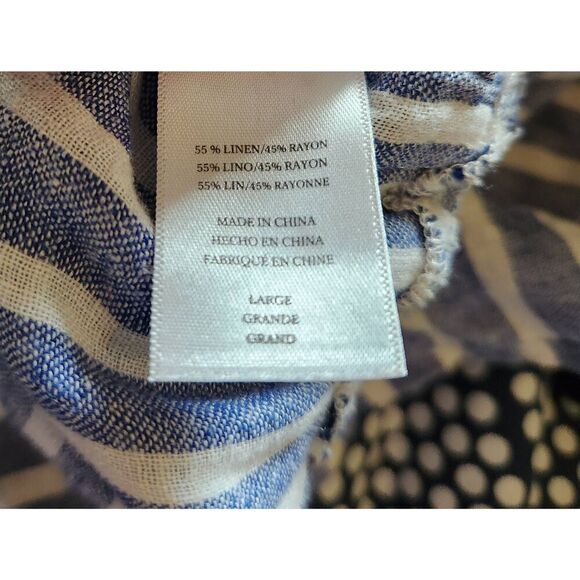 55 % LINEN/45% RAYON
55% LINO/45% RAYON
55% LIN/45% RAYONNE
MADE IN CHINA
HECHO EN CHINA
FABRIQUÉ EN CHINE
LARGE
GRANDE
GRAND